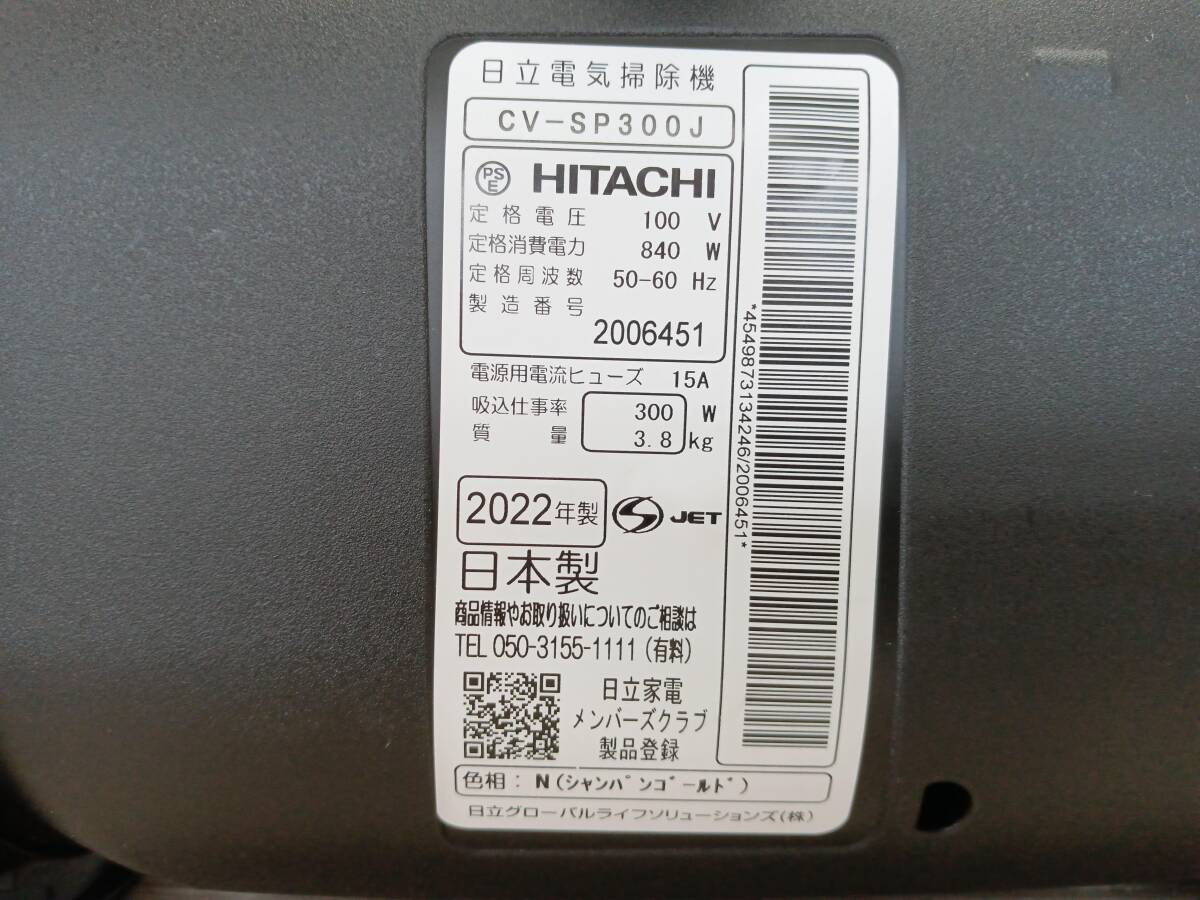 日立電気掃除機
CV-SP300J
PS
E
HITACHI
定格電圧 100 V
定格消費電力 840 W
定格周波数 50-60 Hz
製造番号
2006451
電源用電流ヒューズ 15A
吸込仕事率 300 W
質量 3.8 kg
2022年製
JET
日本製
商品情報やお取り扱いについてのご相談は
TEL 050-3155-1111 (有料)
日立家電
メンバーズクラブ
製品登録
色相: N(シャンパンゴールド)
日立グローバルライフソリューションズ(株)
*4549873134246/2006451*